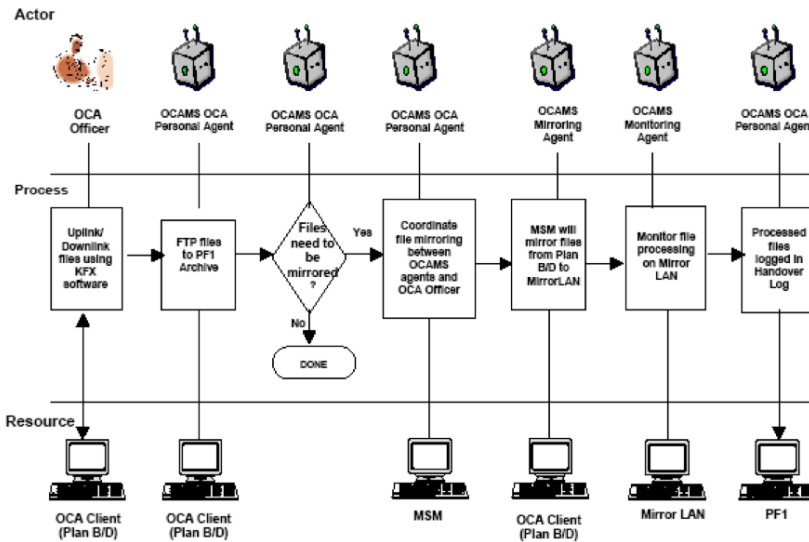 Actor
OCA
Officer
OCAMS OCA
Personal Agent
OCAMS OCA
Personal Agent
OCAMS OCA
Personal Agent
OCAMS
Mirroring
Agent
OCAMS
Monitoring
Agent
OCAMS OCA
Personal Agent
Process
Uplink/
Downlink
files using
KFX
software
FTP files
to PF1
Archive
Files
need to
be
mirrored
?
Yes
No
DONE
Coordinate
file mirroring
between
OCAMS
agents and
OCA Officer
MSM will
mirror files
from Plan
B/D to
MirrorLAN
Monitor file
processing
on Mirror
LAN
Processed
files
logged in
Handover
Log
Resource
OCA Client
(Plan B/D)
OCA Client
(Plan B/D)
MSM
OCA Client
(Plan B/D)
Mirror LAN
PF1